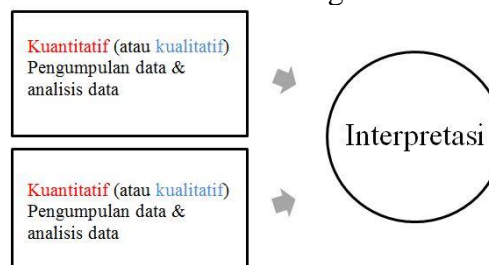 Kuantitatif (atau kualitatif)
Pengumpulan data &
analisis data
Interpretasi
Kuantitatif (atau kualitatif)
Pengumpulan data &
analisis data